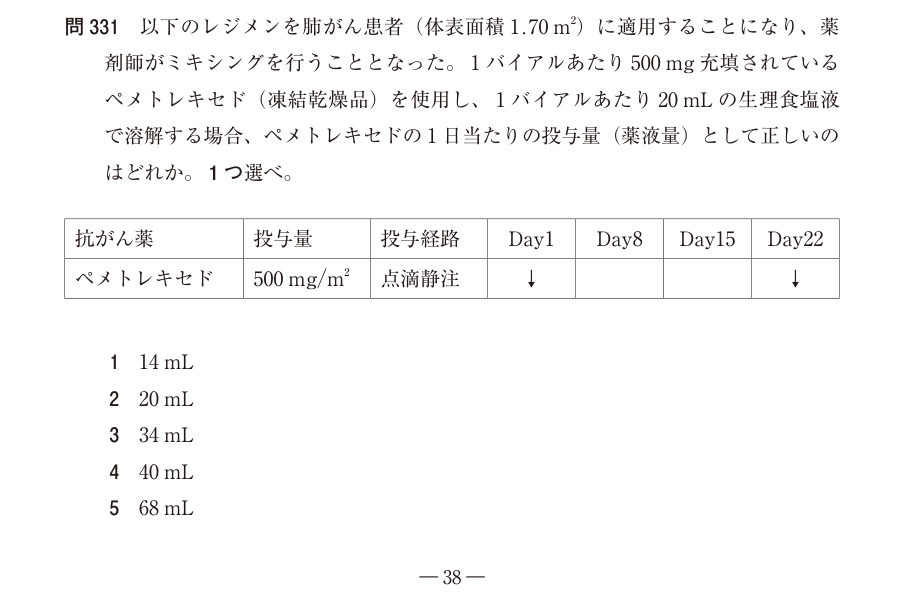 問 331　以下のレジメンを肺がん患者（体表面積 1.70 m²）に適用することになり、薬
剤師がミキシングを行うこととなった。1 バイアルあたり 500 mg 充填されている
ペメトレキセド（凍結乾燥品）を使用し、1 バイアルあたり 20 mL の生理食塩液
で溶解する場合、ペメトレキセドの 1 日当たりの投与量（薬液量）として正しいの
はどれか。1つ選べ。
抗がん薬　投与量　投与経路　Day1　Day8　Day15　Day22
ペメトレキセド　500 mg/m²　点滴静注　↓　↓
1　14 mL
2　20 mL
3　34 mL
4　40 mL
5　68 mL
— 38 —